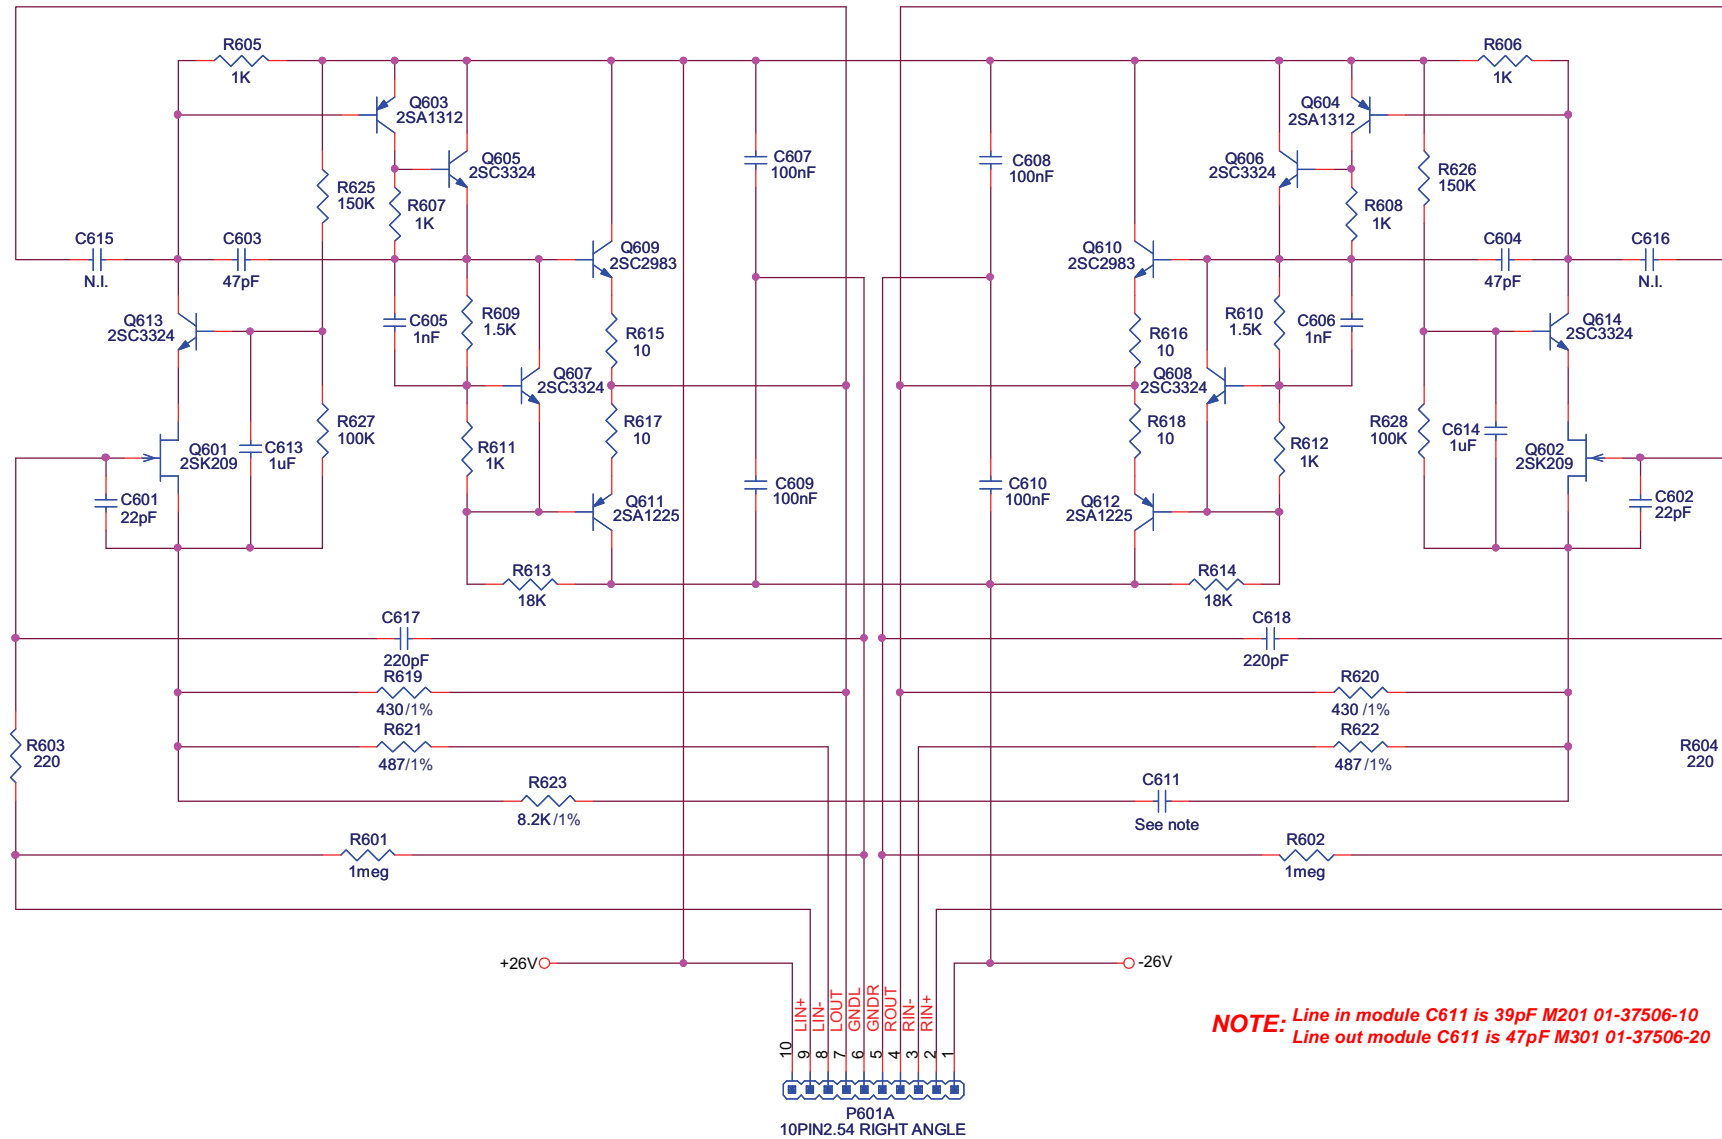 R605
1K
R606
1K
Q603
2SA1312
Q604
2SA1312
Q605
2SC3324
C607
100nF
C608
100nF
Q606
2SC3324
R626
150K
R625
150K
R607
1K
R608
1K
C615
N.I.
C603
47pF
Q609
2SC2983
Q610
2SC2983
C604
47pF
C616
N.I.
Q613
2SC3324
C605
1nF
R609
1.5K
R615
10
R616
10
R610
1.5K
C606
1nF
Q614
2SC3324
Q607
2SC3324
Q608
2SC3324
R627
100K
R617
10
R618
10
R628
100K
C614
1uF
Q601
2SK209
C613
1uF
R611
1K
R612
1K
Q602
2SK209
C601
22pF
C609
100nF
C610
100nF
Q611
2SA1225
Q612
2SA1225
C602
22pF
R613
18K
R614
18K
C617
220pF
C618
220pF
R619
430/1%
R620
430/1%
R621
487/1%
R622
487/1%
R603
220
R604
220
R623
8.2K/1%
C611
See note
R601
1meg
R602
1meg
+26V
-26V
LIN+
LIN-
LOUT
GNDL
GNDR
ROUT
RIN-
RIN+
10
9
8
7
6
5
4
3
2
1
NOTE: Line in module C611 is 39pF M201 01-37506-10
Line out module C611 is 47pF M301 01-37506-20
P601A
10PIN2.54 RIGHT ANGLE